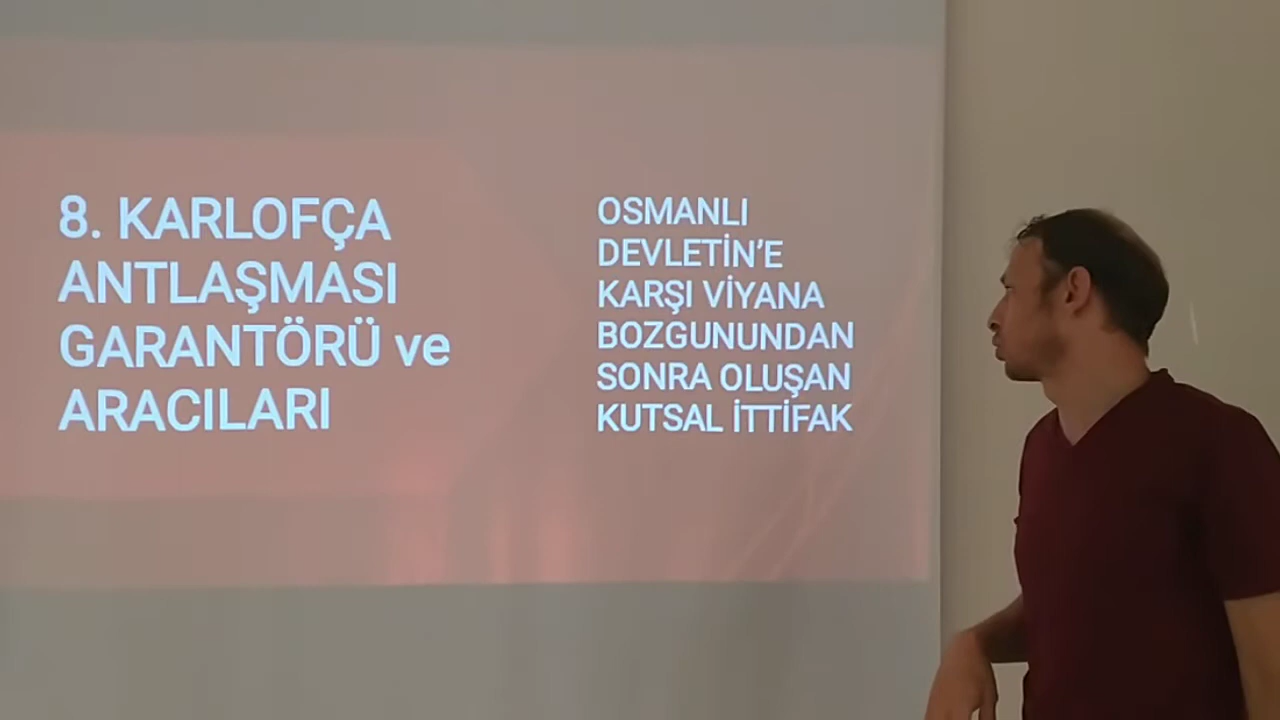 8. KARLOFÇA
ANTLAŞMASI
GARANTÖRÜ ve
ARACILARI
OSMANLI
DEVLETİN’E
KARŞI VİYANA
BOZGUNUNDAN
SONRA OLUŞAN
KUTSAL İTTİFAK